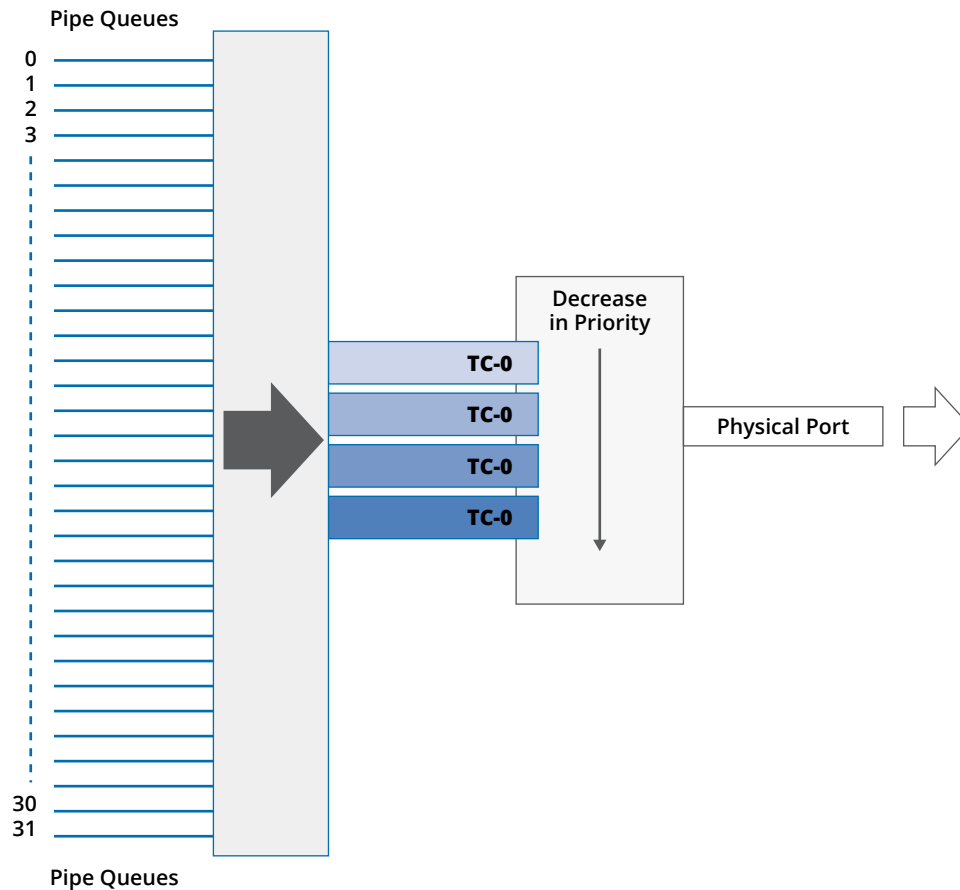 Pipe Queues
0
1
2
3
30
31
Pipe Queues
Decrease
in Priority
TC-0
TC-0
TC-0
TC-0
Physical Port